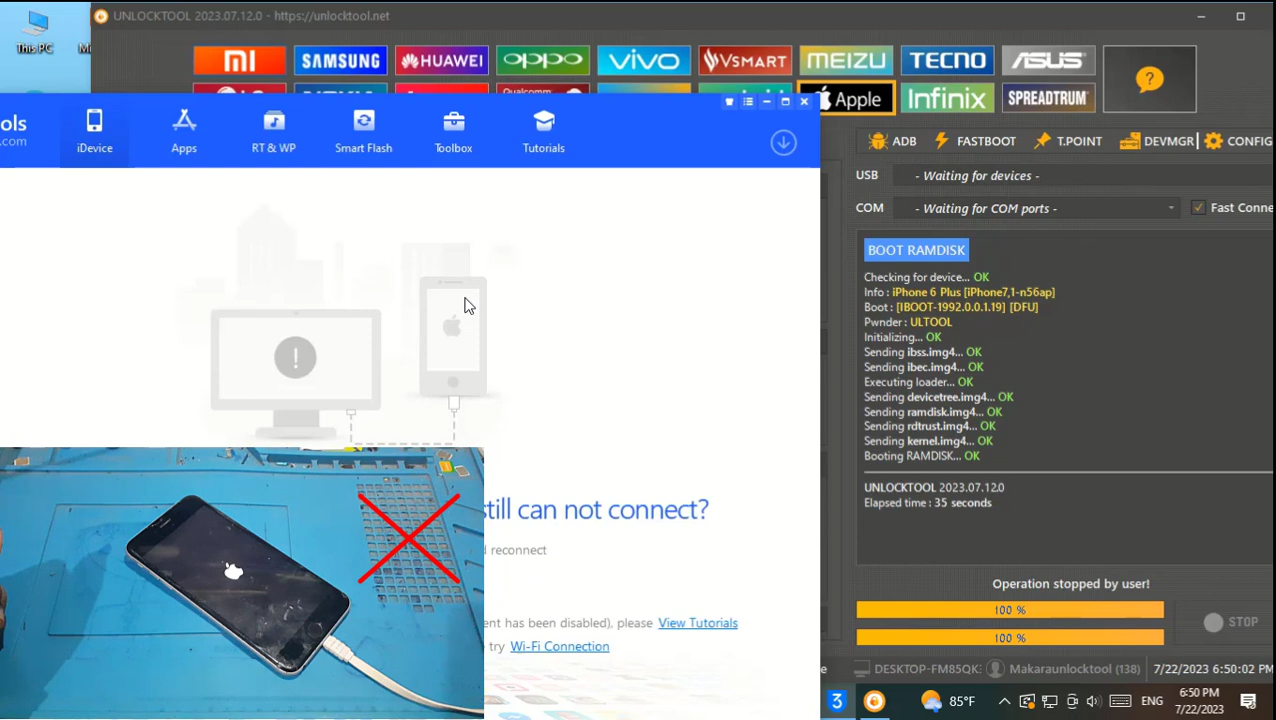 This PC
UNLOCKTOOL 2023.07.12.0 - https://unlocktool.net
mi
SAMSUNG
HUAWEI
oppo
vivo
VSMART
MEIZU
TECNO
ASUS
?
Qualcomm
Apple
Infinix
SPREADTRUM
ols
.com
iDevice
Apps
RT & WP
Smart Flash
Toolbox
Tutorials
ADB
FASTBOOT
T.POINT
DEVMGR
CONFIG
USB
- Waiting for devices -
COM
- Waiting for COM ports -
Fast Conne
BOOT RAMDISK
Checking for device... OK
Info : iPhone 6 Plus [iPhone7,1-n56ap]
Boot : [IBOOT-1992.0.0.1.19] [DFU]
Pwnder : ULTOOL
Initializing... OK
Sending ibss.img4... OK
Sending ibec.img4... OK
Executing loader... OK
Sending devicetree.img4... OK
Sending ramdisk.img4... OK
Sending rdtrust.img4... OK
Sending kernel.img4... OK
Booting RAMDISK... OK
UNLOCKTOOL 2023.07.12.0
Elapsed time : 35 seconds
!
still can not connect?
d reconnect
ent has been disabled), please View Tutorials
try Wi-Fi Connection
Operation stopped by user!
100 %
100 %
STOP
DESKTOP-FM85QK
Makaraunlocktool (138)
7/22/2023 6:50:02 PM
3
85°F
ENG
6:50 PM
7/22/2023